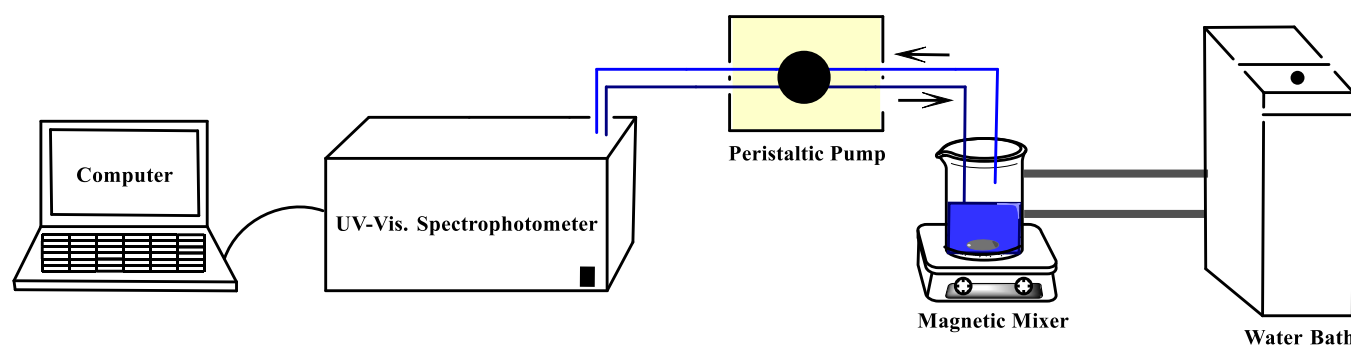 Computer
UV-Vis. Spectrophotometer
Peristaltic Pump
Magnetic Mixer
Water Bath